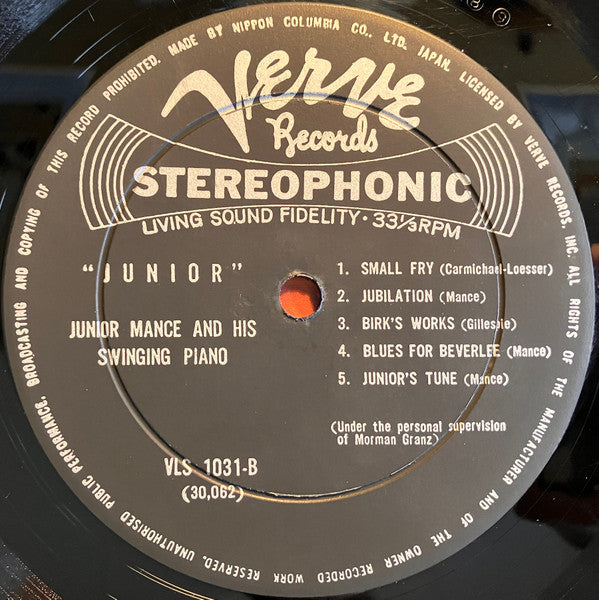 MADE BY NIPPON COLUMBIA CO., LTD. JAPAN. LICENSED BY VERVE RECORDS, INC. ALL RIGHTS OF THE MANUFACTURER AND OF THE OWNER RECORDED WORK RESERVED. UNAUTHORISED PUBLIC PERFORMANCE, BROADCASTING AND COPYING OF THIS RECORD PROHIBITED.
Verve
Records
STEREOPHONIC
LIVING SOUND FIDELITY · 33⅓RPM
"JUNIOR"
JUNIOR MANCE AND HIS
SWINGING PIANO
1. SMALL FRY (Carmichael-Loesser)
2. JUBILATION (Mance)
3. BIRK'S WORKS (Gillespie)
4. BLUES FOR BEVERLEE (Mance)
5. JUNIOR'S TUNE (Mance)
(Under the personal supervision
of Morman Granz)
VLS 1031-B
(30,062)